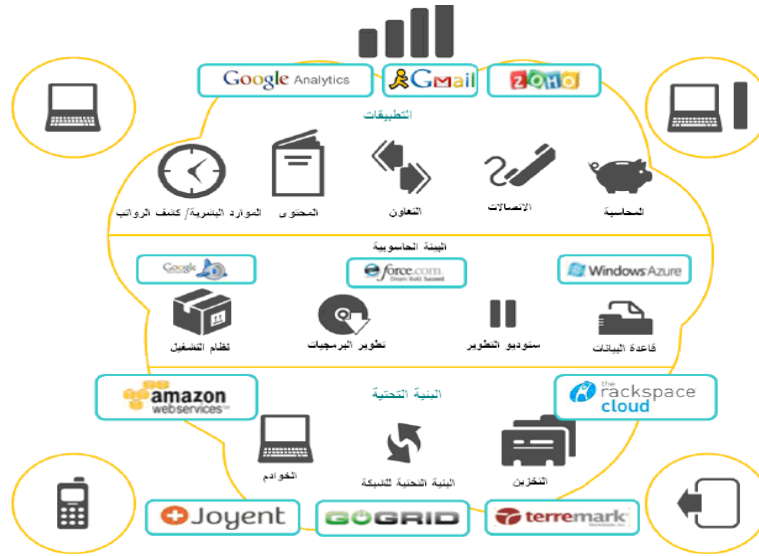 Google Analytics
Gmail
ZOHO
التطبيقات
المحاسبة
الاتصالات
التعاون
المحتوى
الموارد البشرية/ كشف الرواتب
البيئة الحاسوبية
Google
force.com
Windows Azure
قاعدة البيانات
ستوديو التطوير
تطوير البرمجيات
نظام التشغيل
amazon
webservices™
البنية التحتية
the
rackspace
cloud
التخزين
البنية التحتية للشبكة
الخوادم
Joyent
GOGRID
terremark